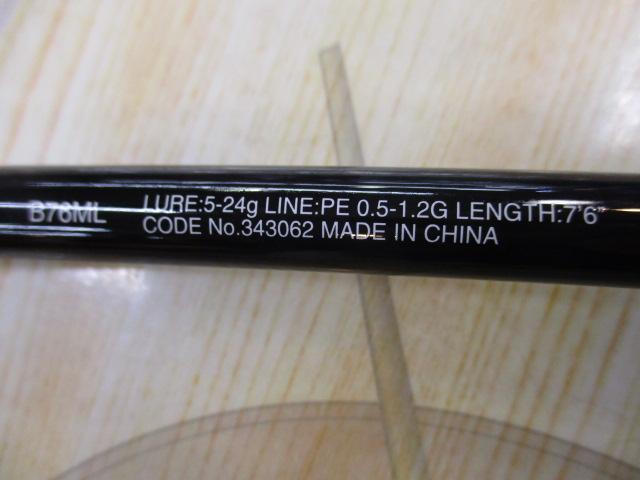 B76ML LURE:5-24g LINE:PE 0.5-1.2G LENGTH:7'6"
CODE No.343062 MADE IN CHINA